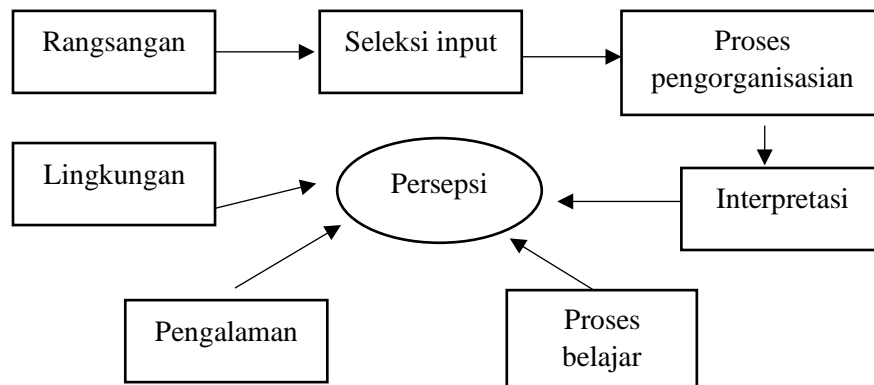 Rangsangan
Seleksi input
Proses
pengorganisasian
Lingkungan
Persepsi
Interpretasi
Pengalaman
Proses
belajar